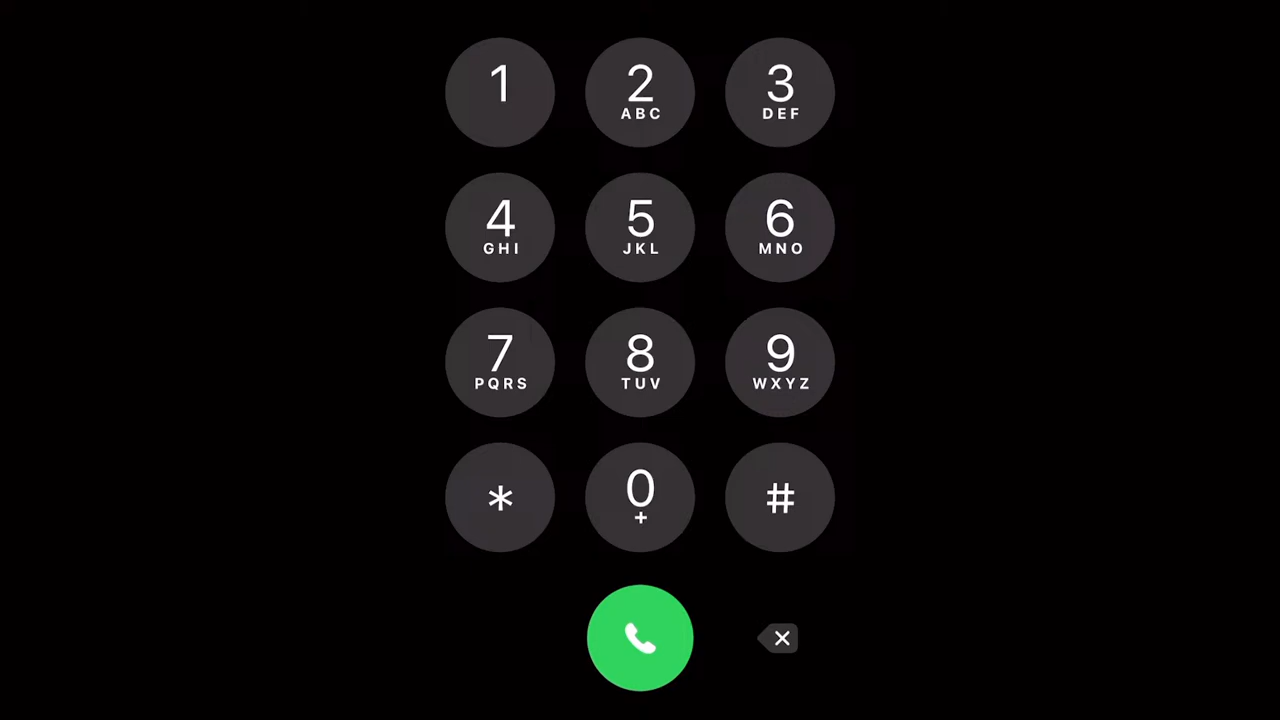 1 2 3
ABC DEF
4 5 6
GHI JKL MNO
7 8 9
PQRS TUV WXYZ
* 0 #
+